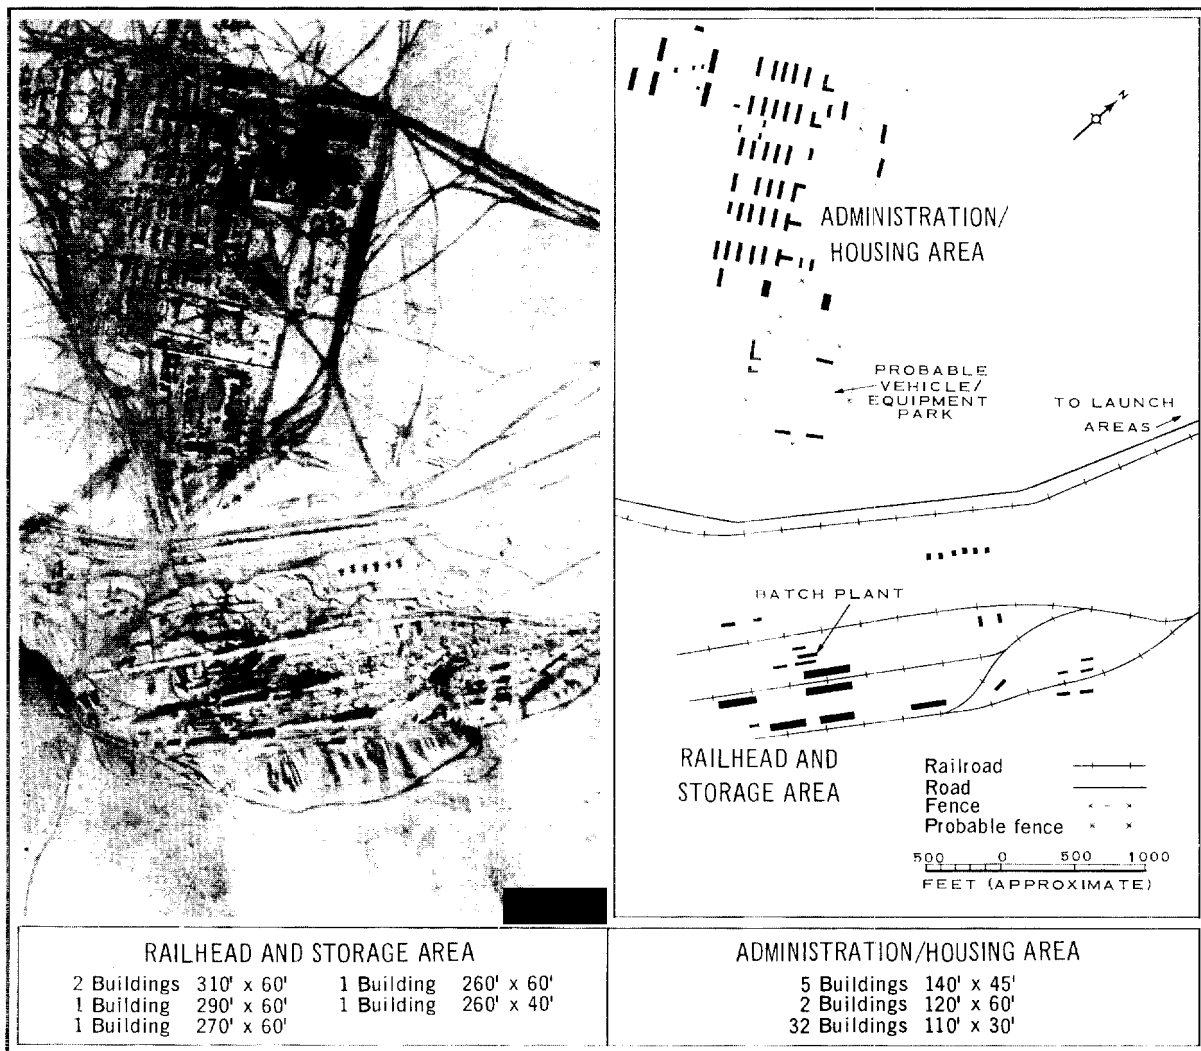 N
ADMINISTRATION/
HOUSING AREA
PROBABLE
VEHICLE/
EQUIPMENT
PARK
TO LAUNCH
AREAS
BATCH PLANT
RAILHEAD AND
STORAGE AREA
Railroad
Road
Fence
Probable fence
500 0 500 1000
FEET (APPROXIMATE)
RAILHEAD AND STORAGE AREA
2 Buildings 310' x 60' 1 Building 260' x 60'
1 Building 290' x 60' 1 Building 260' x 40'
1 Building 270' x 60'
ADMINISTRATION/HOUSING AREA
5 Buildings 140' x 45'
2 Buildings 120' x 60'
32 Buildings 110' x 30'